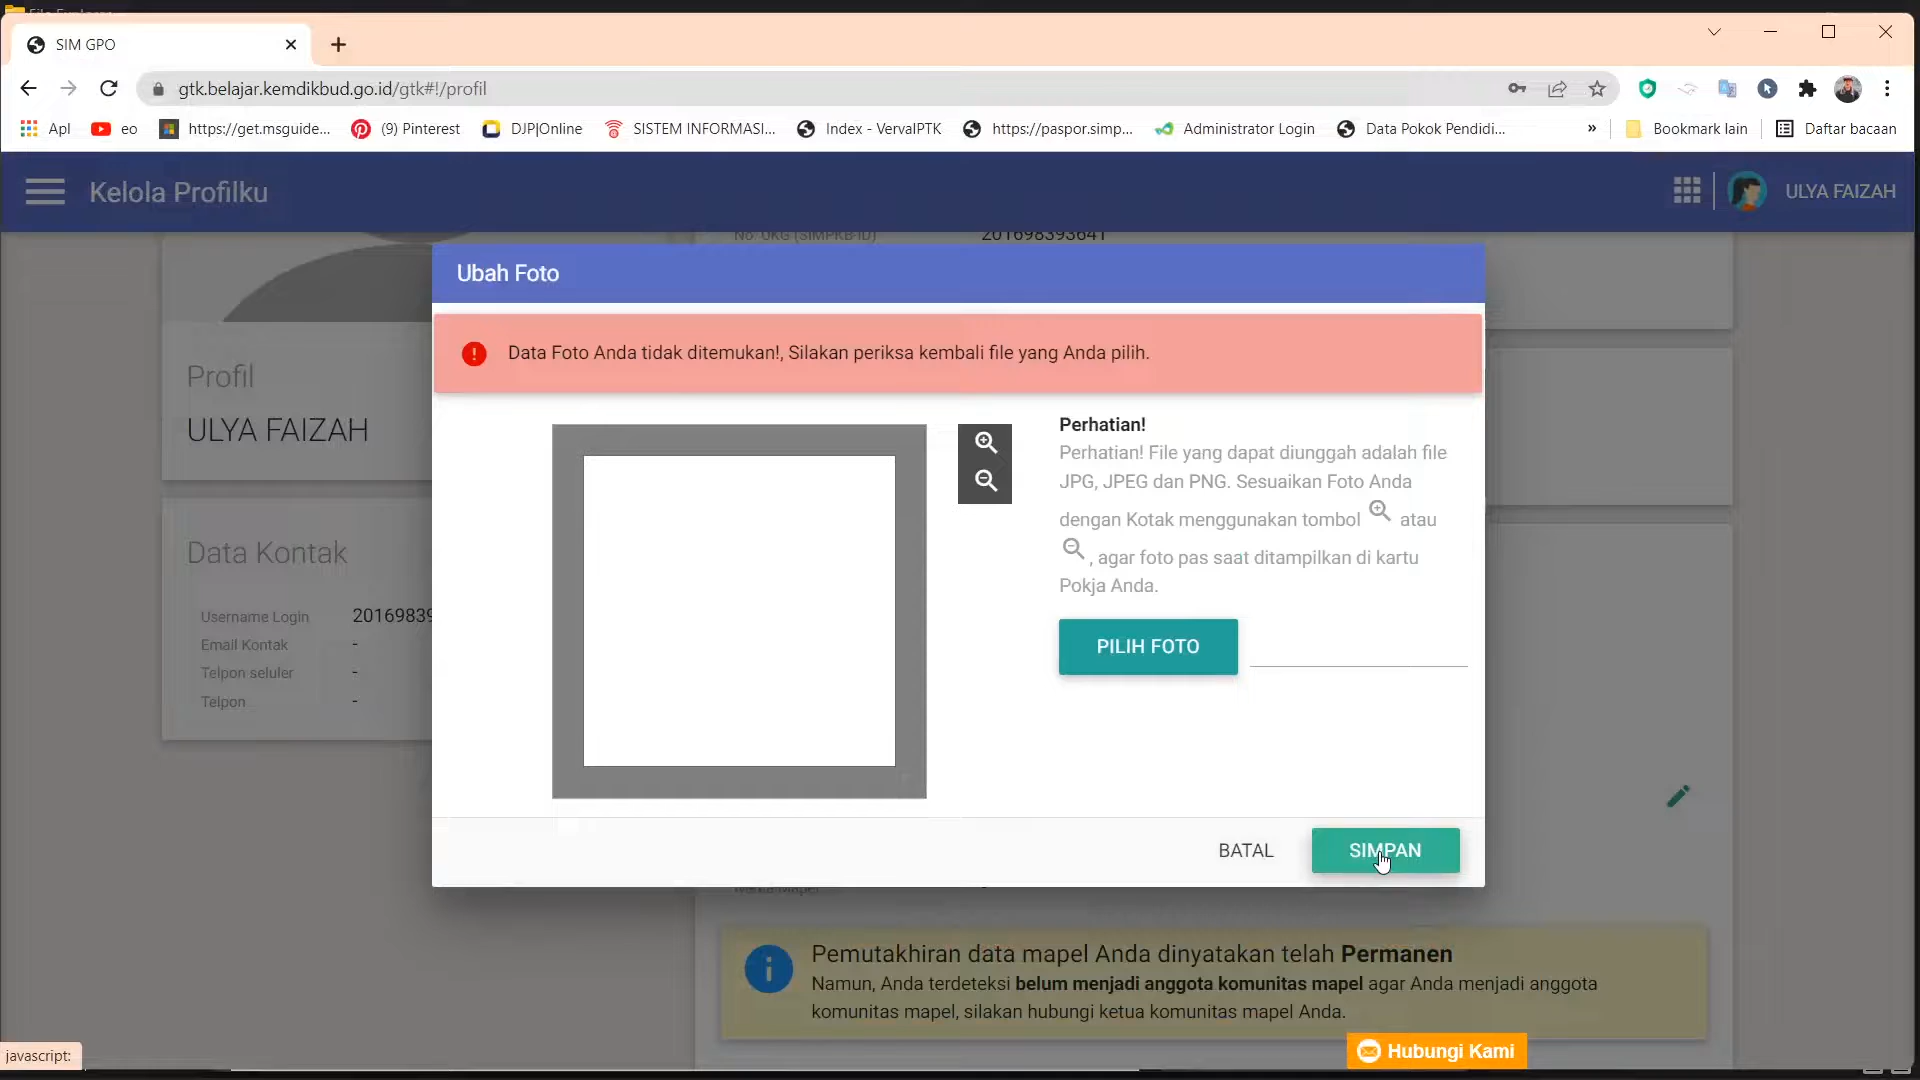 File Explorer
SIM GPO
gtk.belajar.kemdikbud.go.id/gtk#!/profil
Apl
eo
https://get.msguide...
(9) Pinterest
DJP|Online
SISTEM INFORMASI...
Index - VervalPTK
https://paspor.simp...
Administrator Login
Data Pokok Pendidi...
»
Bookmark lain
Daftar bacaan
Kelola Profilku
ULYA FAIZAH
No. UKG (SIMPKB-ID)
201698393641
Ubah Foto
Data Foto Anda tidak ditemukan!, Silakan periksa kembali file yang Anda pilih.
Profil
ULYA FAIZAH
Perhatian!
Perhatian! File yang dapat diunggah adalah file
JPG, JPEG dan PNG. Sesuaikan Foto Anda
dengan Kotak menggunakan tombol atau
, agar foto pas saat ditampilkan di kartu
Pokja Anda.
PILIH FOTO
Data Kontak
Username Login 20169839
Email Kontak -
Telpon seluler -
Telpon -
BATAL
SIMPAN
Pemutakhiran data mapel Anda dinyatakan telah Permanen
Namun, Anda terdeteksi belum menjadi anggota komunitas mapel agar Anda menjadi anggota
komunitas mapel, silakan hubungi ketua komunitas mapel Anda.
Hubungi Kami
javascript: